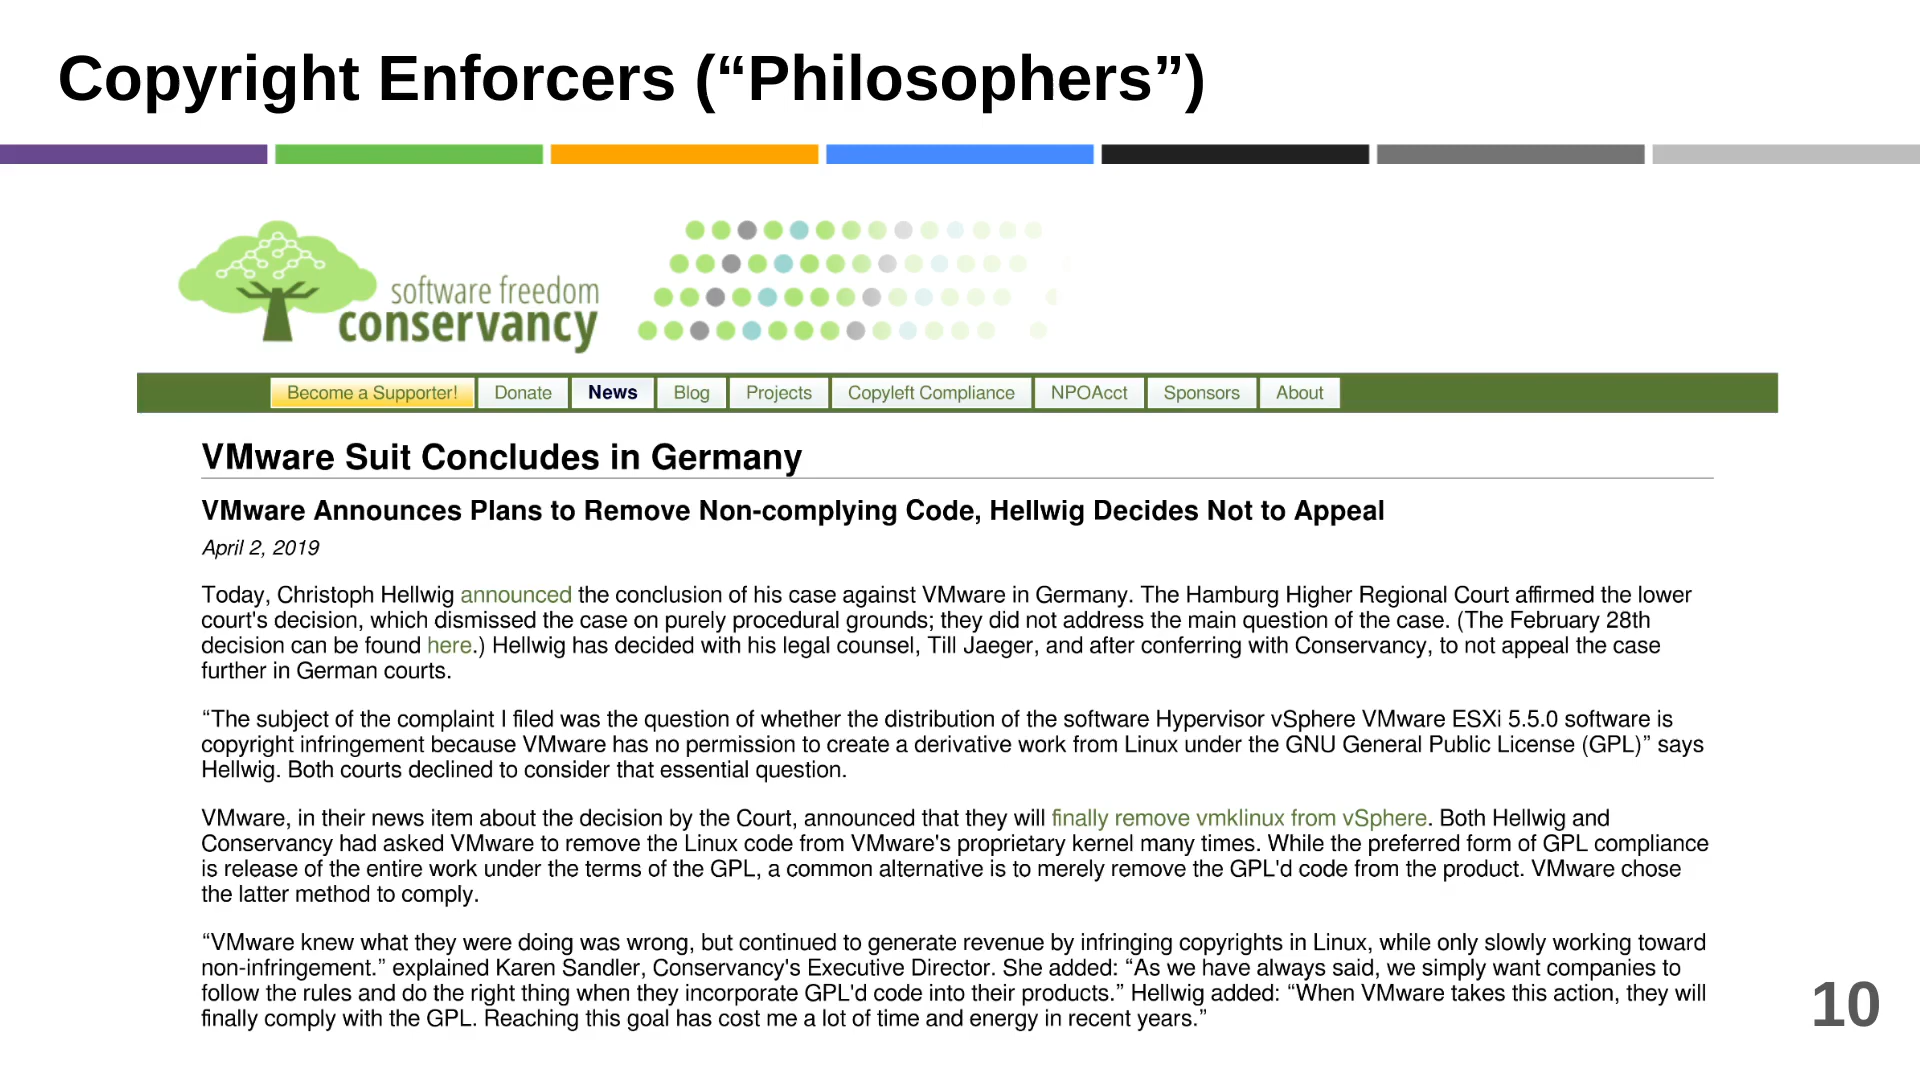 Copyright Enforcers (“Philosophers”)
software freedom
conservancy
Become a Supporter! Donate News Blog Projects Copyleft Compliance NPOAcct Sponsors About
VMware Suit Concludes in Germany
VMware Announces Plans to Remove Non-complying Code, Hellwig Decides Not to Appeal
April 2, 2019
Today, Christoph Hellwig announced the conclusion of his case against VMware in Germany. The Hamburg Higher Regional Court affirmed the lower
court's decision, which dismissed the case on purely procedural grounds; they did not address the main question of the case. (The February 28th
decision can be found here.) Hellwig has decided with his legal counsel, Till Jaeger, and after conferring with Conservancy, to not appeal the case
further in German courts.
“The subject of the complaint I filed was the question of whether the distribution of the software Hypervisor vSphere VMware ESXi 5.5.0 software is
copyright infringement because VMware has no permission to create a derivative work from Linux under the GNU General Public License (GPL)” says
Hellwig. Both courts declined to consider that essential question.
VMware, in their news item about the decision by the Court, announced that they will finally remove vmklinux from vSphere. Both Hellwig and
Conservancy had asked VMware to remove the Linux code from VMware's proprietary kernel many times. While the preferred form of GPL compliance
is release of the entire work under the terms of the GPL, a common alternative is to merely remove the GPL'd code from the product. VMware chose
the latter method to comply.
“VMware knew what they were doing was wrong, but continued to generate revenue by infringing copyrights in Linux, while only slowly working toward
non-infringement.” explained Karen Sandler, Conservancy's Executive Director. She added: “As we have always said, we simply want companies to
follow the rules and do the right thing when they incorporate GPL'd code into their products.” Hellwig added: “When VMware takes this action, they will
finally comply with the GPL. Reaching this goal has cost me a lot of time and energy in recent years.”
10